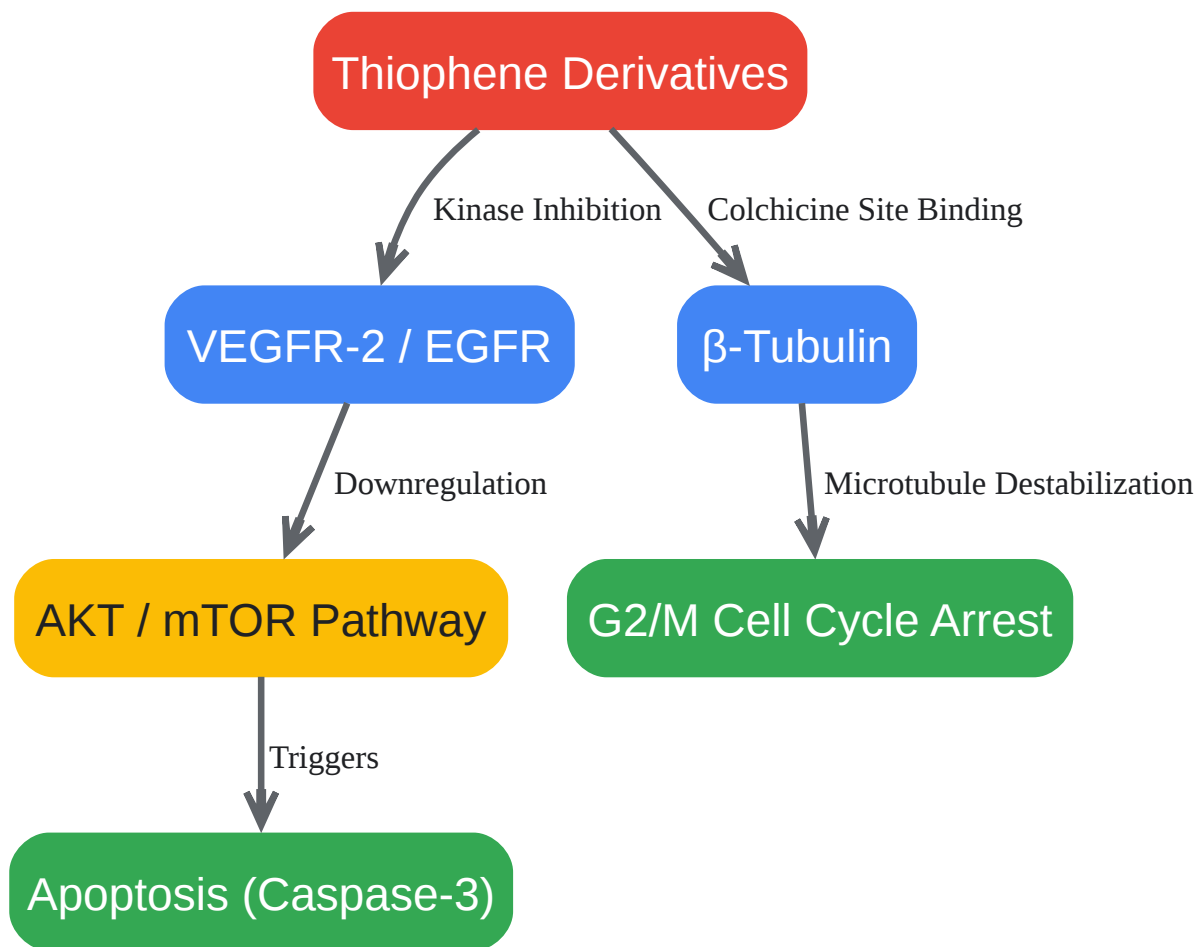 Thiophene Derivatives
Kinase Inhibition
Colchicine Site Binding
VEGFR-2 / EGFR
β-Tubulin
Downregulation
Microtubule Destabilization
AKT / mTOR Pathway
G2/M Cell Cycle Arrest
Triggers
Apoptosis (Caspase-3)